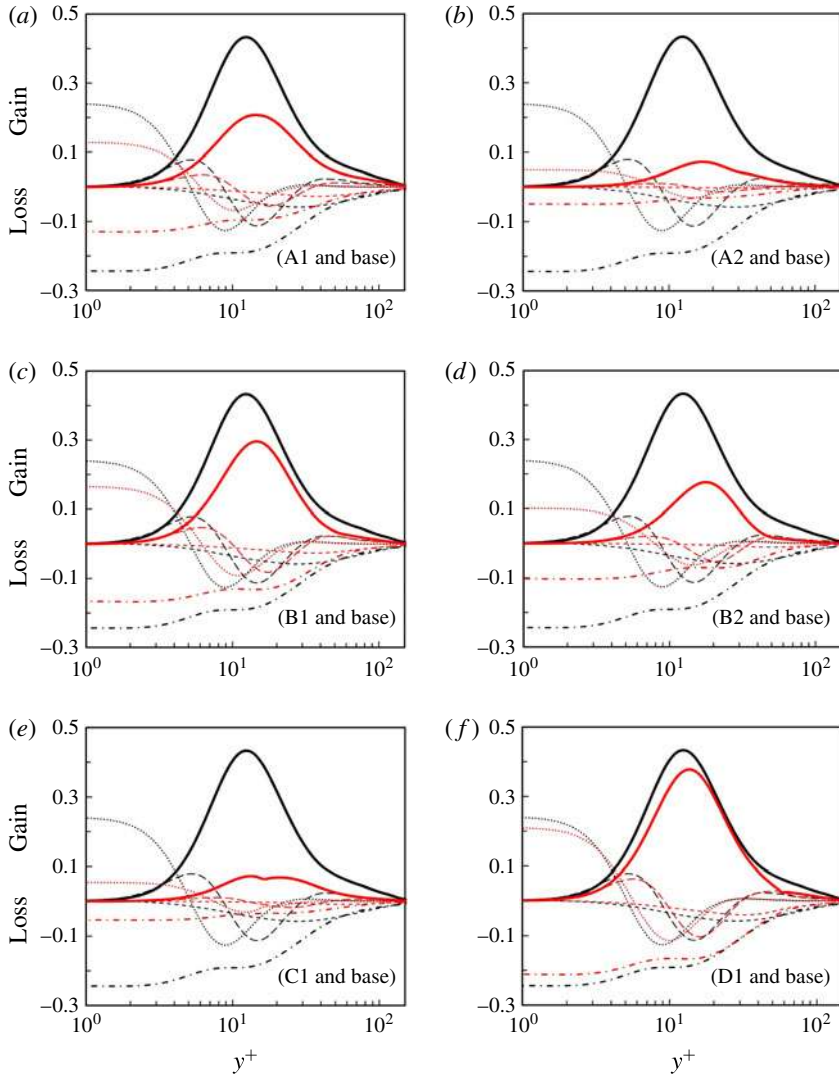 (a)
0.5
0.3
0.1
–0.1
–0.3
Gain
Loss
(A1 and base)
10^0
10^1
10^2
(b)
0.5
0.3
0.1
–0.1
–0.3
(A2 and base)
10^0
10^1
10^2
(c)
0.5
0.3
0.1
–0.1
–0.3
Gain
Loss
(B1 and base)
10^0
10^1
10^2
(d)
0.5
0.3
0.1
–0.1
–0.3
(B2 and base)
10^0
10^1
10^2
(e)
0.5
0.3
0.1
–0.1
–0.3
Gain
Loss
(C1 and base)
10^0
10^1
10^2
y^+
(f)
0.5
0.3
0.1
–0.1
–0.3
(D1 and base)
10^0
10^1
10^2
y^+